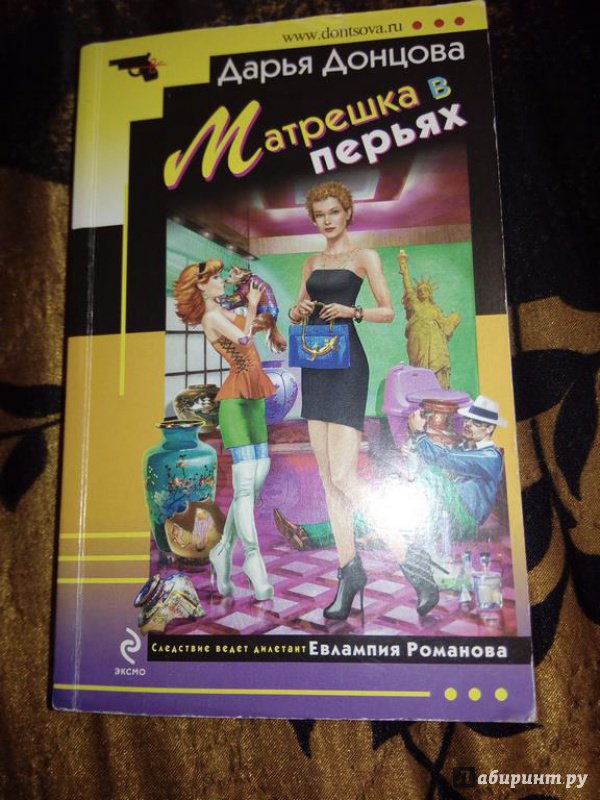 www.dontsova.ru
Дарья Донцова
Матрешка в
перьях
Следствие ведет дилетант Евлампия Романова
эксмо
Лабиринт.ру